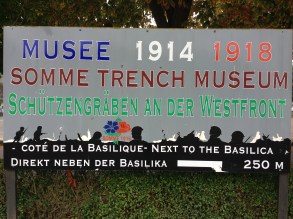 MUSEE 1914 1918
SOMME TRENCH MUSEUM
SCHÜTZENGRÄBEN AN DER WESTFRONT
COTÉ DE LA BASILIQUE- NEXT TO THE BASILICA
DIREKT NEBEN DER BASILIKA 250 M